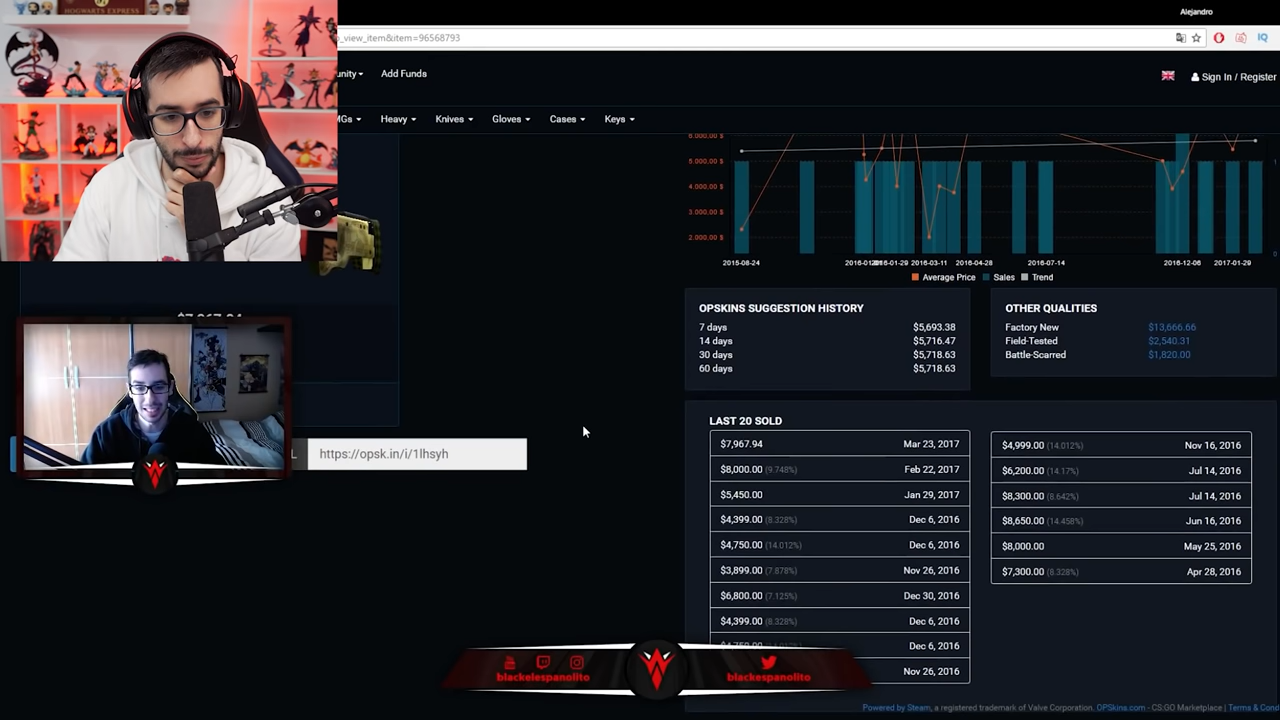 HOGWARTS EXPRESS
Alejandro
_view_item&item=96568793
unity
Add Funds
Sign In / Register
MGs
Heavy
Knives
Gloves
Cases
Keys
6.000,00 $
5.000,00 $
4.000,00 $
3.000,00 $
2.000,00 $
2015-08-24
2016-01-29
2016-03-11
2016-04-28
2016-07-14
2016-12-06
2017-01-29
Average Price
Sales
Trend
OPSKINS SUGGESTION HISTORY
7 days $5,693.38
14 days $5,716.47
30 days $5,718.63
60 days $5,718.63
OTHER QUALITIES
Factory New $13,666.66
Field-Tested $2,540.31
Battle-Scarred $1,820.00
L
https://opsk.in/i/1lhsyh
LAST 20 SOLD
$7,967.94 Mar 23, 2017
$8,000.00 (9.748%) Feb 22, 2017
$5,450.00 Jan 29, 2017
$4,399.00 (8.328%) Dec 6, 2016
$4,750.00 (14.012%) Dec 6, 2016
$3,899.00 (7.878%) Nov 26, 2016
$6,800.00 (7.125%) Dec 30, 2016
$4,399.00 (8.328%) Dec 6, 2016
Dec 6, 2016
Nov 26, 2016
$4,999.00 (14.012%) Nov 16, 2016
$6,200.00 (14.17%) Jul 14, 2016
$8,300.00 (8.642%) Jul 14, 2016
$8,650.00 (14.458%) Jun 16, 2016
$8,000.00 May 25, 2016
$7,300.00 (8.328%) Apr 28, 2016
blackelespanolito
blackespanolito
Powered by Steam, a registered trademark of Valve Corporation. OPSKins.com - CS:GO Marketplace | Terms & Cond